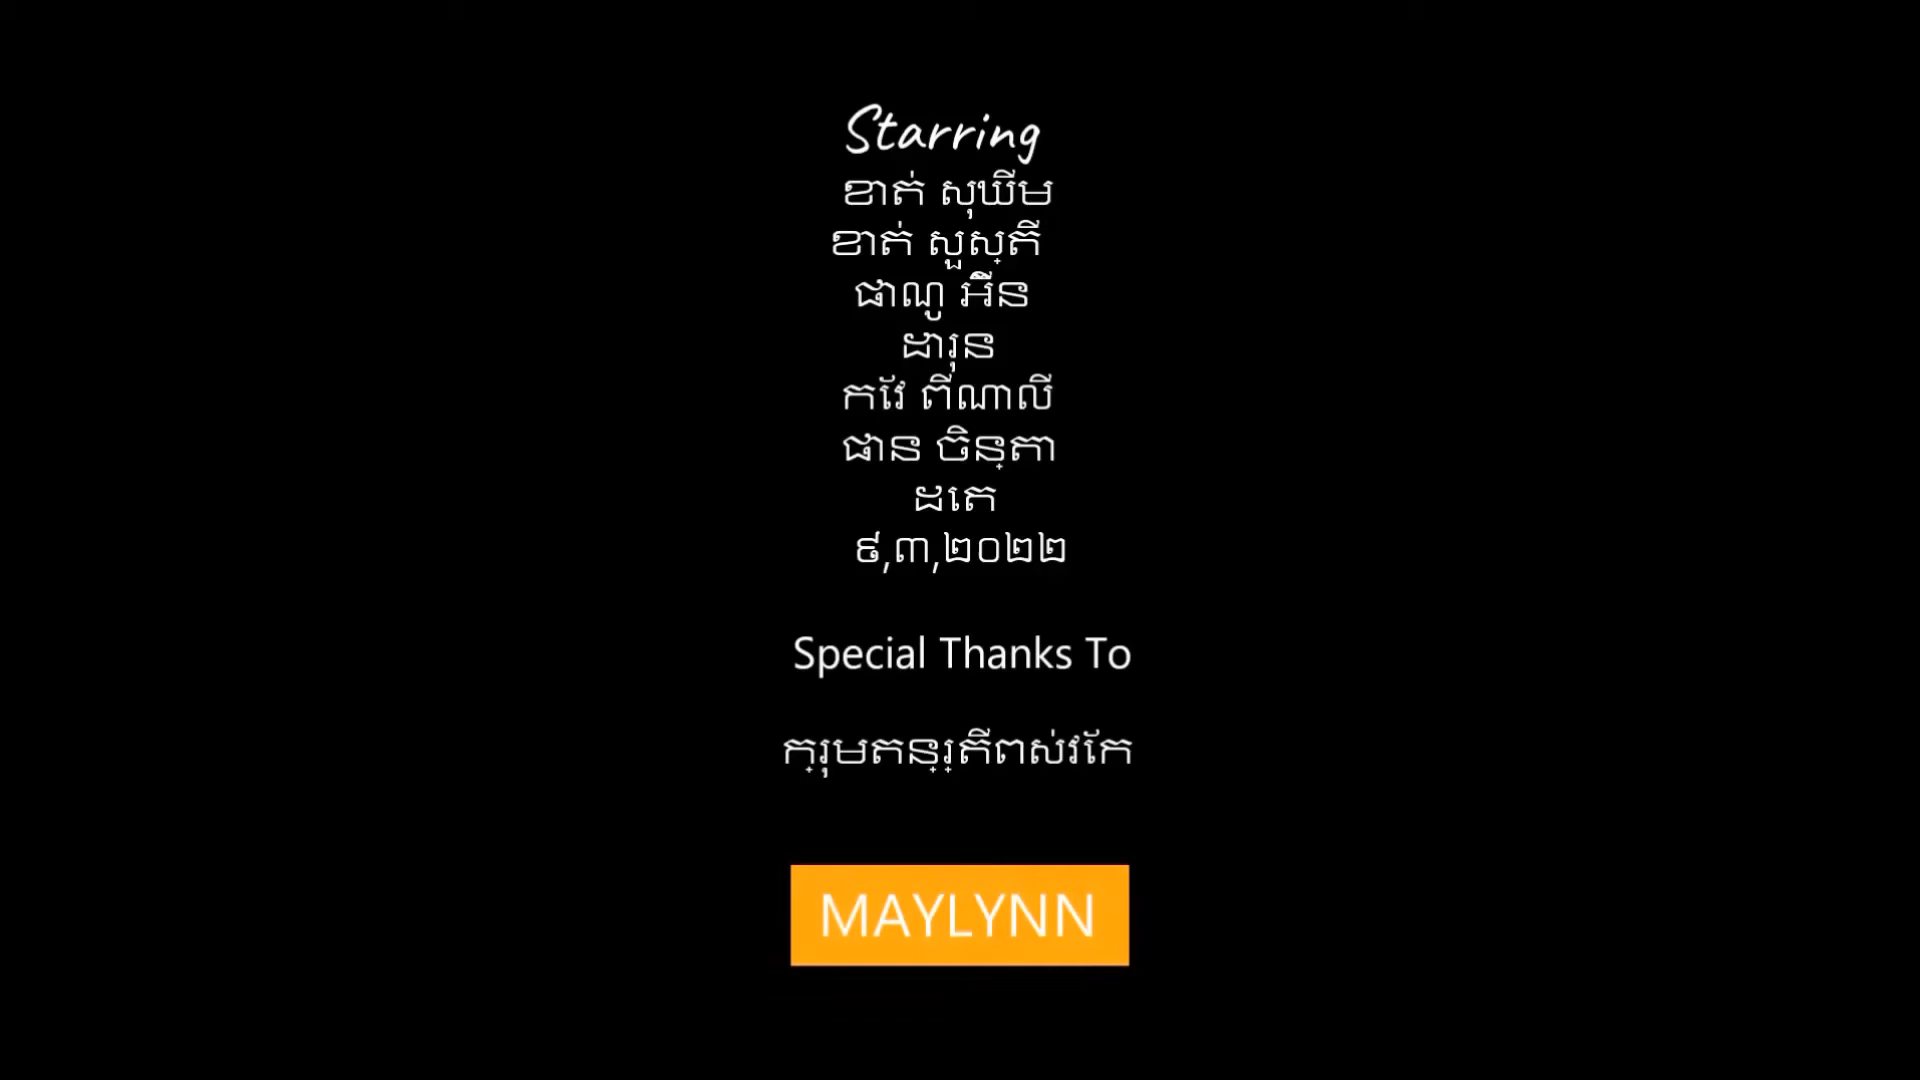 Starring
ខាត់ សុឃីម
ខាត់ សួស្តី
ផាណូ អ៊ីន
ដារុន
កវែ ពីណាលី
ផាន ចិន្តា
ដតេ
៩,៣,២០២២
Special Thanks To
ក្រុមតន្រ្តីពស់វែក
MAYLYNN